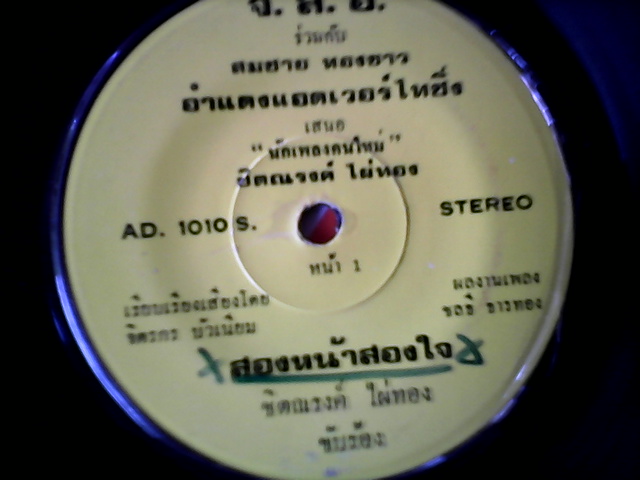 จ. ส. อ.
ร่วมกับ
สมชาย ทองขาว
อำแดงแอดเวอร์ไทซิ่ง
เสนอ
"นักเพลงคนใหม่"
ชิตณรงค์ ไผ่ทอง
AD. 1010 S.
STEREO
หน้า 1
เรียบเรียงเสียงโดย
จิตรกร บัวเนียม
ผลงานเพลง
ชลธี ธารทอง
สองหน้าสองใจ
ชิตณรงค์ ไผ่ทอง
ขับร้อง